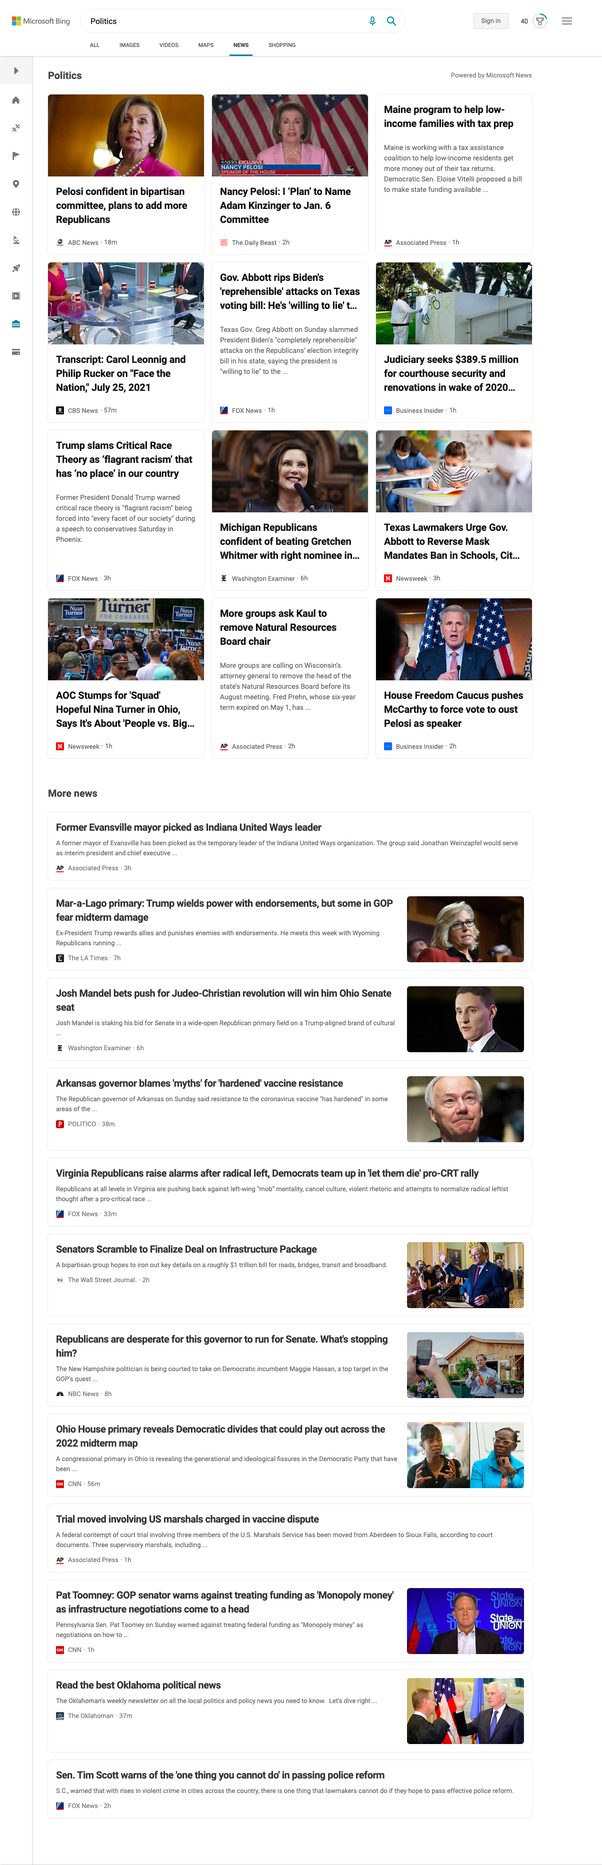 Microsoft Bing
Politics
Sign in
40
ALL IMAGES VIDEOS MAPS NEWS SHOPPING
Politics
Powered by Microsoft News
Pelosi confident in bipartisan
committee, plans to add more
Republicans
ABC News · 18m
NEWS EXCLUSIVE
NANCY PELOSI
SPEAKER OF THE HOUSE
abc
Nancy Pelosi: I 'Plan' to Name
Adam Kinzinger to Jan. 6
Committee
The Daily Beast · 2h
Maine program to help low-
income families with tax prep
Maine is working with a tax assistance
coalition to help low-income residents get
more money out of their tax returns.
Democratic Sen. Eloise Vitelli proposed a bill
to make state funding available ...
AP Associated Press · 1h
Transcript: Carol Leonnig and
Philip Rucker on "Face the
Nation," July 25, 2021
CBS News · 57m
Gov. Abbott rips Biden's
'reprehensible' attacks on Texas
voting bill: He's 'willing to lie' t...
Texas Gov. Greg Abbott on Sunday slammed
President Biden's "completely reprehensible"
attacks on the Republicans' election integrity
bill in his state, saying the president is
"willing to lie" to the ...
FOX News · 1h
Judiciary seeks $389.5 million
for courthouse security and
renovations in wake of 2020...
Business Insider · 1h
Trump slams Critical Race
Theory as 'flagrant racism' that
has 'no place' in our country
Former President Donald Trump warned
critical race theory is "flagrant racism" being
forced into "every facet of our society" during
a speech to conservatives Saturday in
Phoenix.
FOX News · 3h
Michigan Republicans
confident of beating Gretchen
Whitmer with right nominee in...
Washington Examiner · 6h
Texas Lawmakers Urge Gov.
Abbott to Reverse Mask
Mandates Ban in Schools, Cit...
N Newsweek · 3h
Nina
Turner
FOR CONGRESS
AOC Stumps for 'Squad'
Hopeful Nina Turner in Ohio,
Says It's About 'People vs. Big...
N Newsweek · 1h
More groups ask Kaul to
remove Natural Resources
Board chair
More groups are calling on Wisconsin's
attorney general to remove the head of the
state's Natural Resources Board before its
August meeting. Fred Prehn, whose six-year
term expired on May 1, has ...
AP Associated Press · 2h
House Freedom Caucus pushes
McCarthy to force vote to oust
Pelosi as speaker
Business Insider · 2h
More news
Former Evansville mayor picked as Indiana United Ways leader
A former mayor of Evansville has been picked as the temporary leader of the Indiana United Ways organization. The group said Jonathan Weinzapfel would serve
as interim president and chief executive ...
AP Associated Press · 3h
Mar-a-Lago primary: Trump wields power with endorsements, but some in GOP
fear midterm damage
Ex-President Trump rewards allies and punishes enemies with endorsements. He meets this week with Wyoming
Republicans running ...
The LA Times · 7h
Josh Mandel bets push for Judeo-Christian revolution will win him Ohio Senate
seat
Josh Mandel is staking his bid for Senate in a wide-open Republican primary field on a Trump-aligned brand of cultural
...
Washington Examiner · 6h
Arkansas governor blames 'myths' for 'hardened' vaccine resistance
The Republican governor of Arkansas on Sunday said resistance to the coronavirus vaccine "has hardened" in some
areas of the ...
P POLITICO · 38m
Virginia Republicans raise alarms after radical left, Democrats team up in 'let them die' pro-CRT rally
Republicans at all levels in Virginia are pushing back against left-wing "mob" mentality, cancel culture, violent rhetoric and attempts to normalize radical leftist
thought after a pro-critical race ...
FOX News · 33m
Senators Scramble to Finalize Deal on Infrastructure Package
A bipartisan group hopes to iron out key details on a roughly $1 trillion bill for roads, bridges, transit and broadband.
WSJ The Wall Street Journal. · 2h
Republicans are desperate for this governor to run for Senate. What's stopping
him?
The New Hampshire politician is being courted to take on Democratic incumbent Maggie Hassan, a top target in the
GOP's quest ...
NBC News · 8h
Ohio House primary reveals Democratic divides that could play out across the
2022 midterm map
A congressional primary in Ohio is revealing the generational and ideological fissures in the Democratic Party that have
been ...
CNN CNN · 56m
Trial moved involving US marshals charged in vaccine dispute
A federal contempt of court trial involving three members of the U.S. Marshals Service has been moved from Aberdeen to Sioux Falls, according to court
documents. Three supervisory marshals, including ...
AP Associated Press · 1h
Pat Toomney: GOP senator warns against treating funding as 'Monopoly money'
as infrastructure negotiations come to a head
Pennsylvania Sen. Pat Toomey on Sunday warned against treating federal funding as "Monopoly money" as
negotiations on how to ...
CNN CNN · 1h
State
UNION
Read the best Oklahoma political news
The Oklahoman's weekly newsletter on all the local politics and policy news you need to know. Let's dive right ...
The Oklahoman · 37m
Sen. Tim Scott warns of the 'one thing you cannot do' in passing police reform
S.C., warned that with rises in violent crime in cities across the country, there is one thing that lawmakers cannot do if they hope to pass effective police reform.
FOX News · 2h